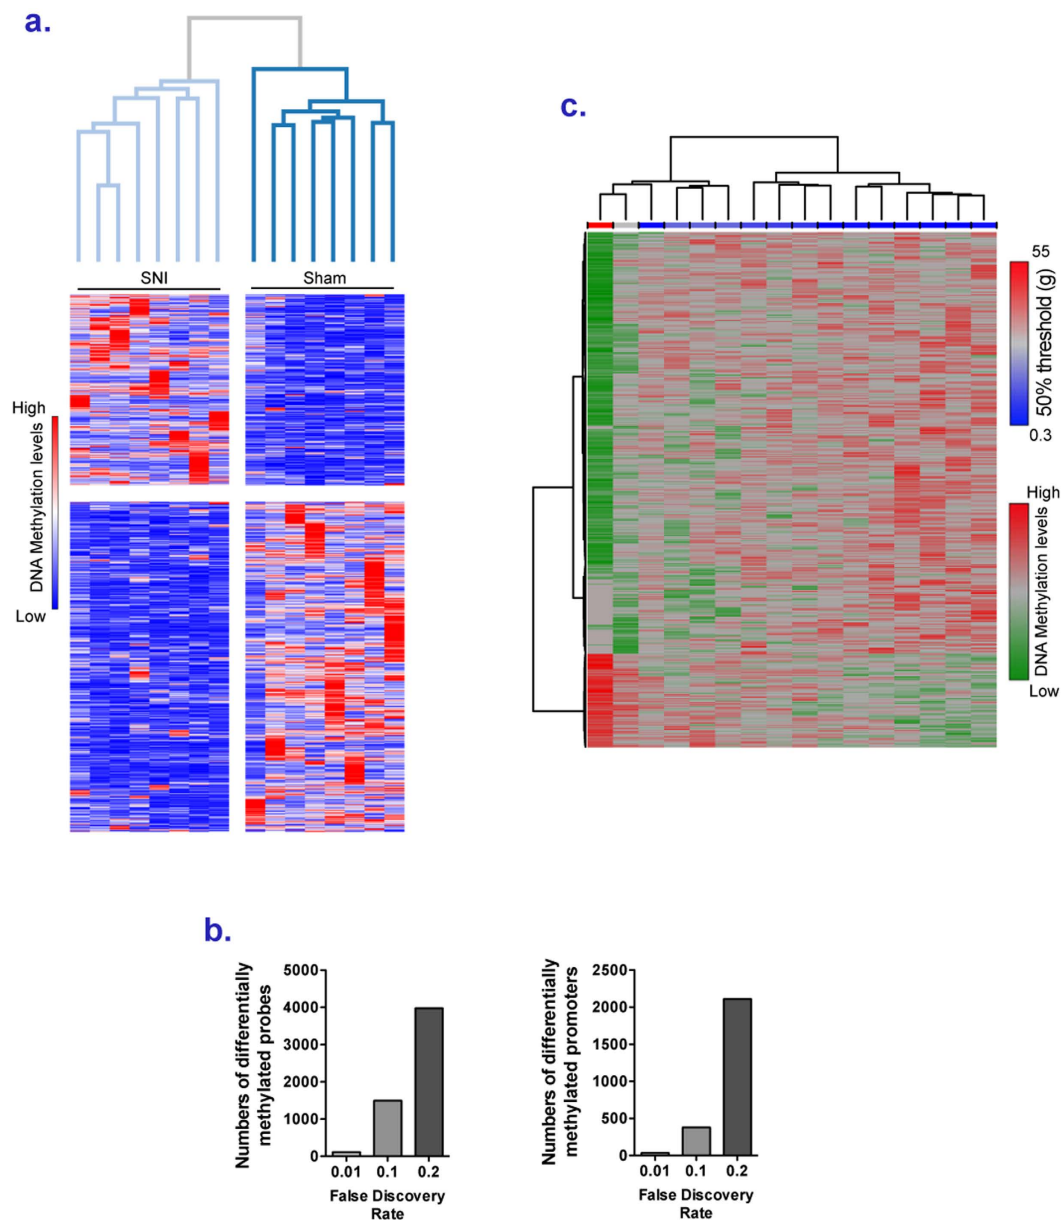 a.
SNI
Sham
High
DNA Methylation levels
Low
c.
55
50% threshold (g)
0.3
High
DNA Methylation levels
Low
b.
Numbers of differentially
methylated probes
5000
4000
3000
2000
1000
0
0.01 0.1 0.2
False Discovery
Rate
Numbers of differentially
methylated promoters
2500
2000
1500
1000
500
0
0.01 0.1 0.2
False Discovery
Rate